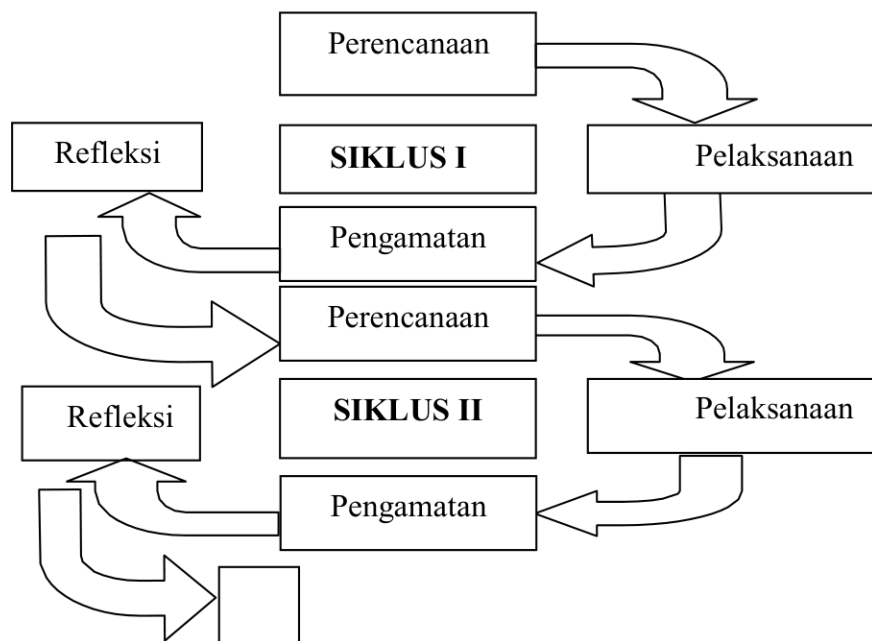 Perencanaan
Refleksi
SIKLUS I
Pelaksanaan
Pengamatan
Perencanaan
Refleksi
SIKLUS II
Pelaksanaan
Pengamatan